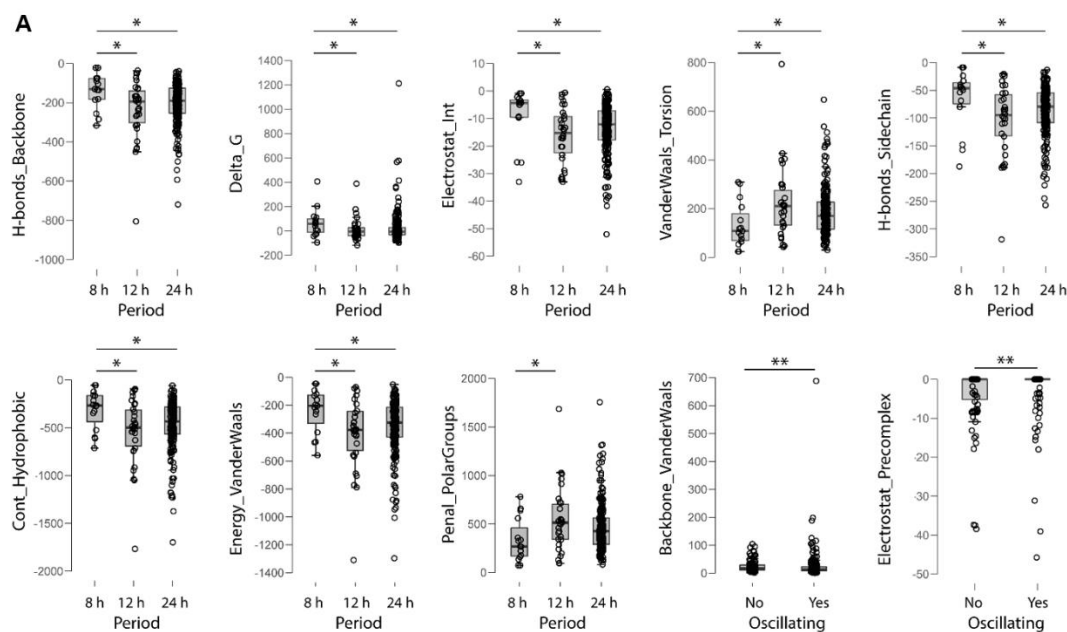 A
H-bonds_Backbone
* *
0
-200
-400
-600
-800
-1000
8 h 12 h 24 h
Period
Delta_G
* *
1400
1200
1000
800
600
400
200
0
-200
8 h 12 h 24 h
Period
Electrostat_Int
* *
0
-10
-20
-30
-40
-50
-60
8 h 12 h 24 h
Period
VanderWaals_Torsion
* *
800
600
400
200
0
8 h 12 h 24 h
Period
H-bonds_Sidechain
* *
0
-50
-100
-150
-200
-250
-300
-350
8 h 12 h 24 h
Period
Cont_Hydrophobic
* *
0
-500
-1000
-1500
-2000
8 h 12 h 24 h
Period
Energy_VanderWaals
* *
0
-200
-400
-600
-800
-1000
-1200
-1400
8 h 12 h 24 h
Period
Penal_PolarGroups
*
2000
1500
1000
500
0
8 h 12 h 24 h
Period
Backbone_VanderWaals
**
700
600
500
400
300
200
100
0
No Yes
Oscillating
Electrostat_Precomplex
**
0
-10
-20
-30
-40
-50
No Yes
Oscillating